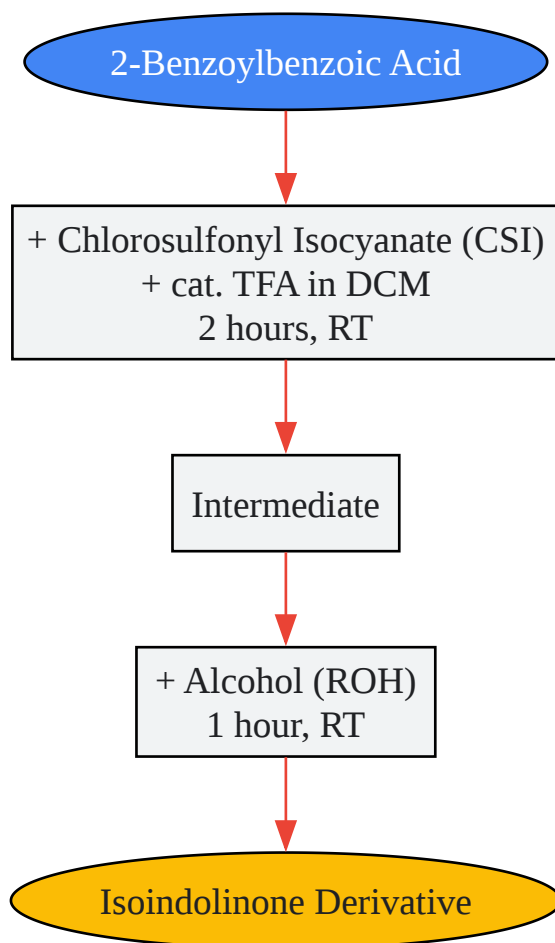 2-Benzoylbenzoic Acid
+ Chlorosulfonyl Isocyanate (CSI)
+ cat. TFA in DCM
2 hours, RT
Intermediate
+ Alcohol (ROH)
1 hour, RT
Isoindolinone Derivative